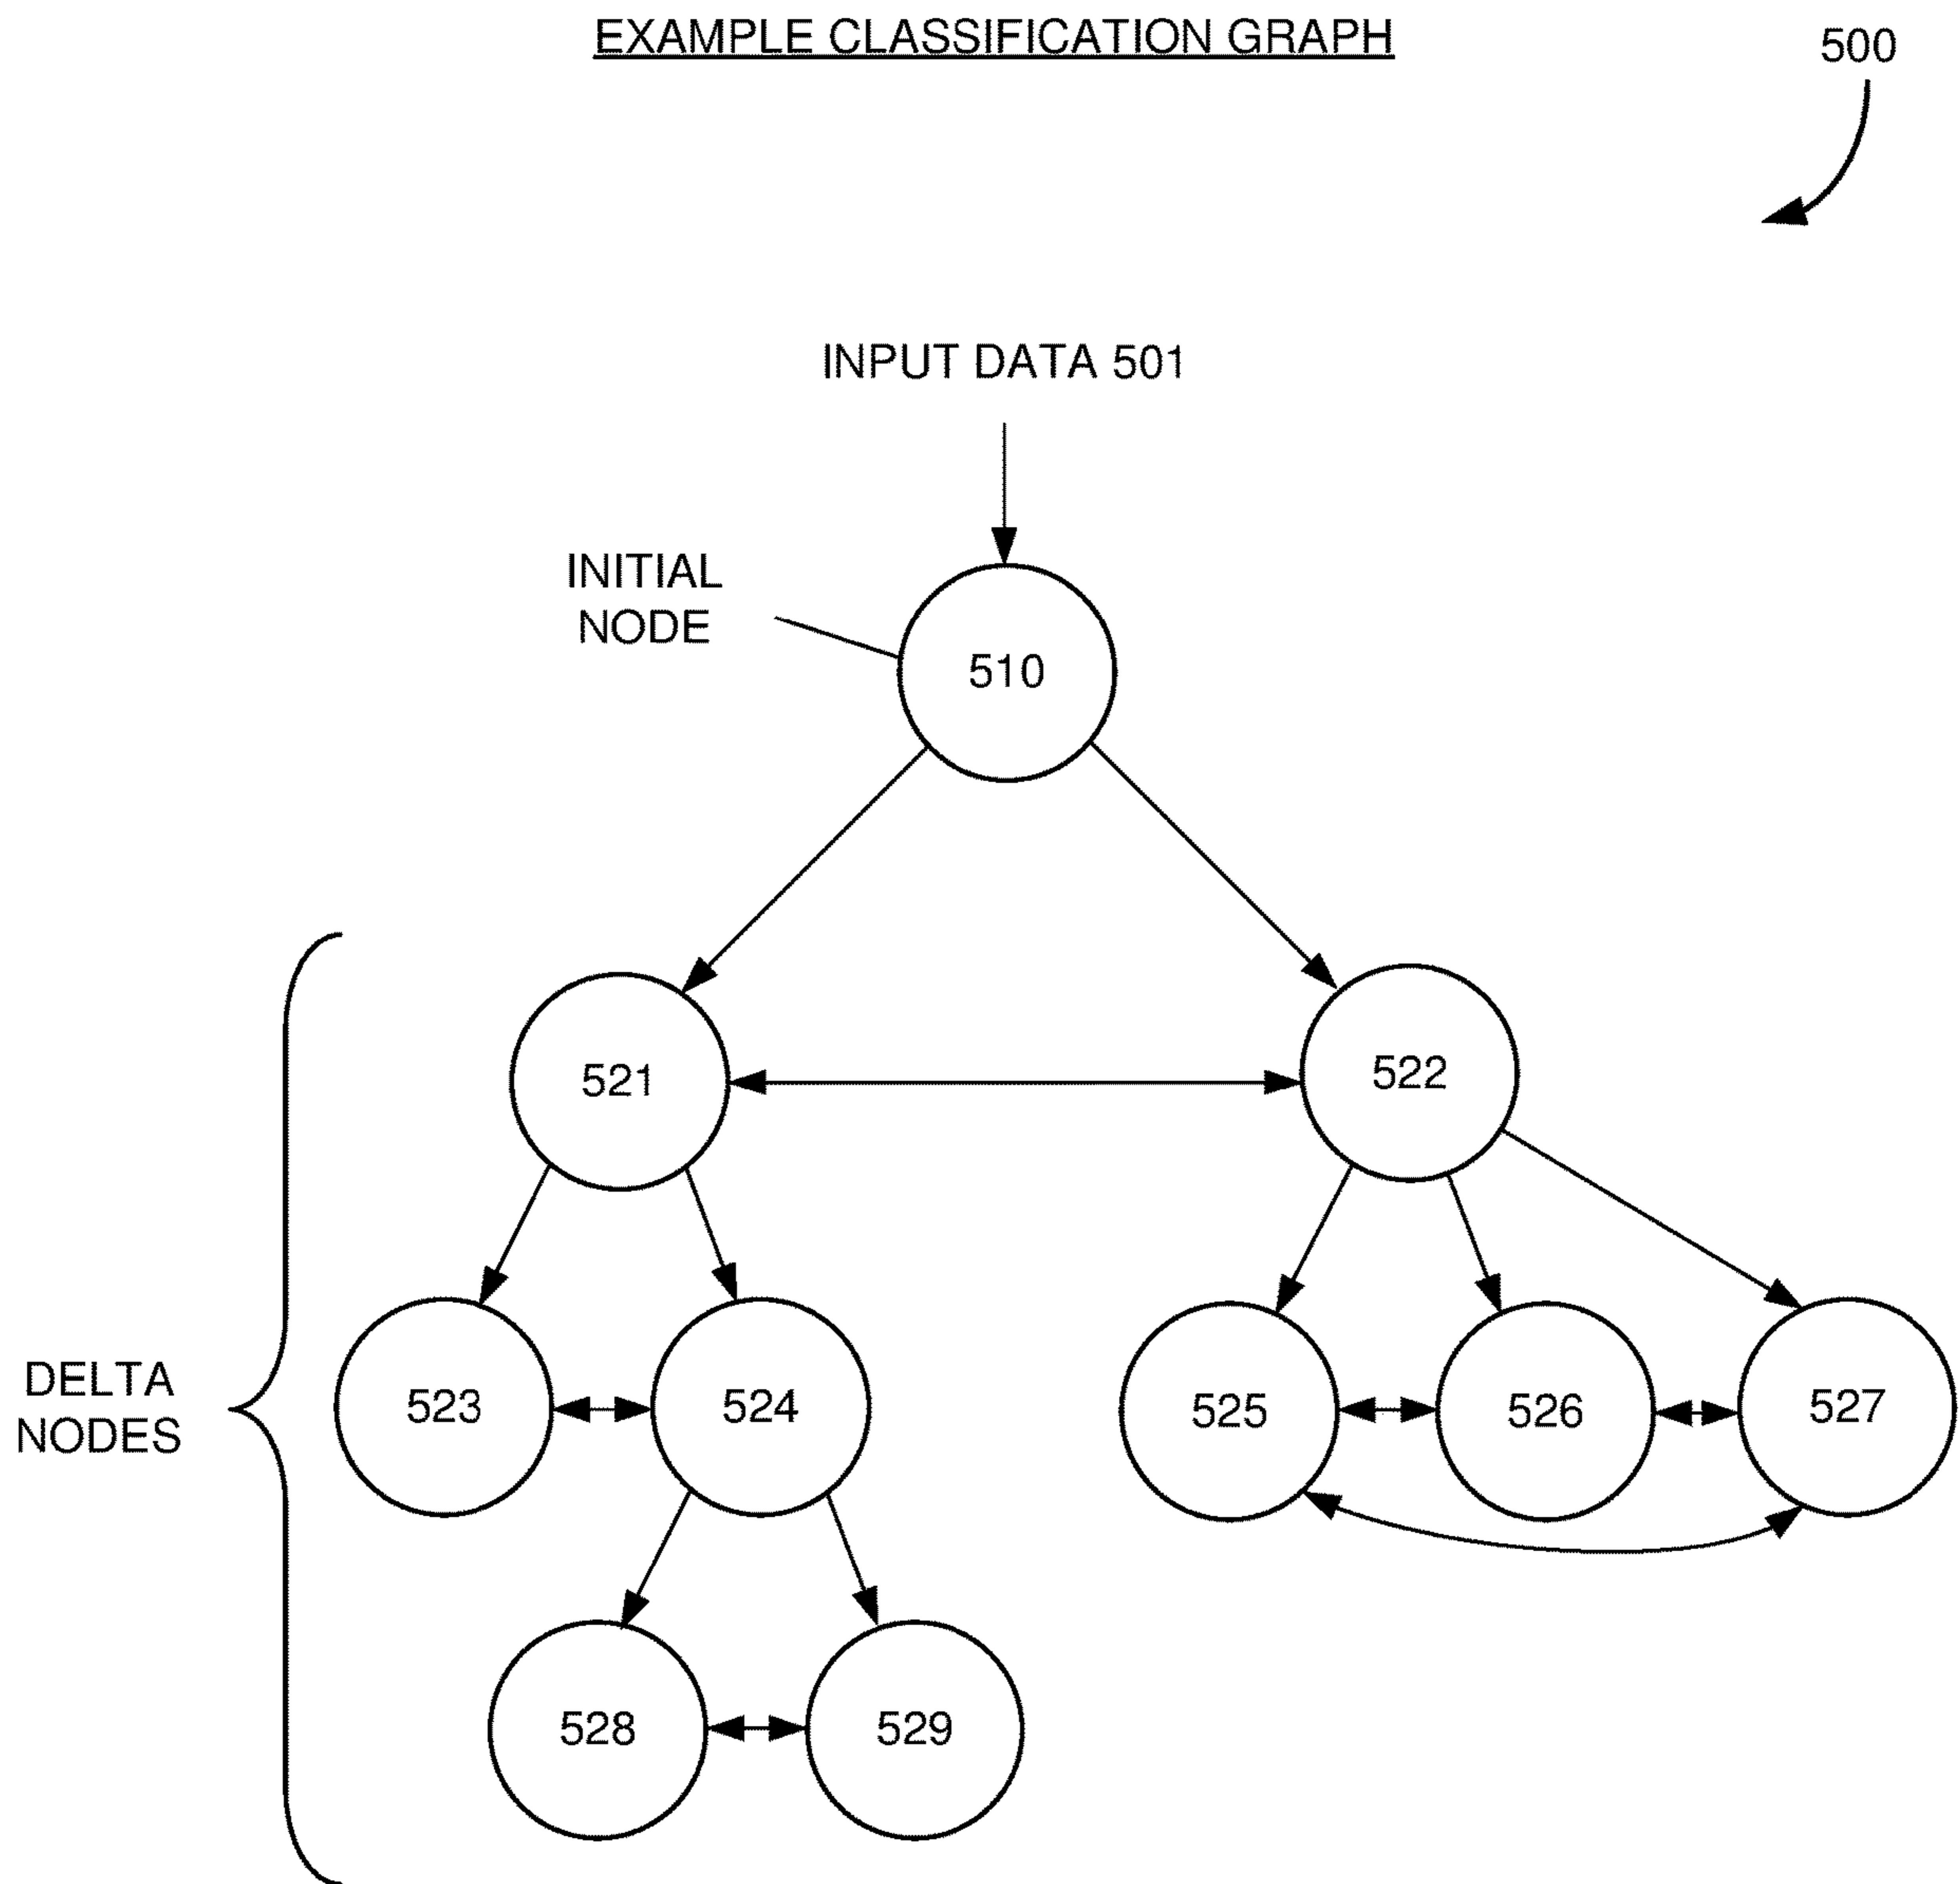 EXAMPLE CLASSIFICATION GRAPH
500
INPUT DATA 501
INITIAL
NODE
510
521
522
DELTA
NODES
523
524
525
526
527
528
529